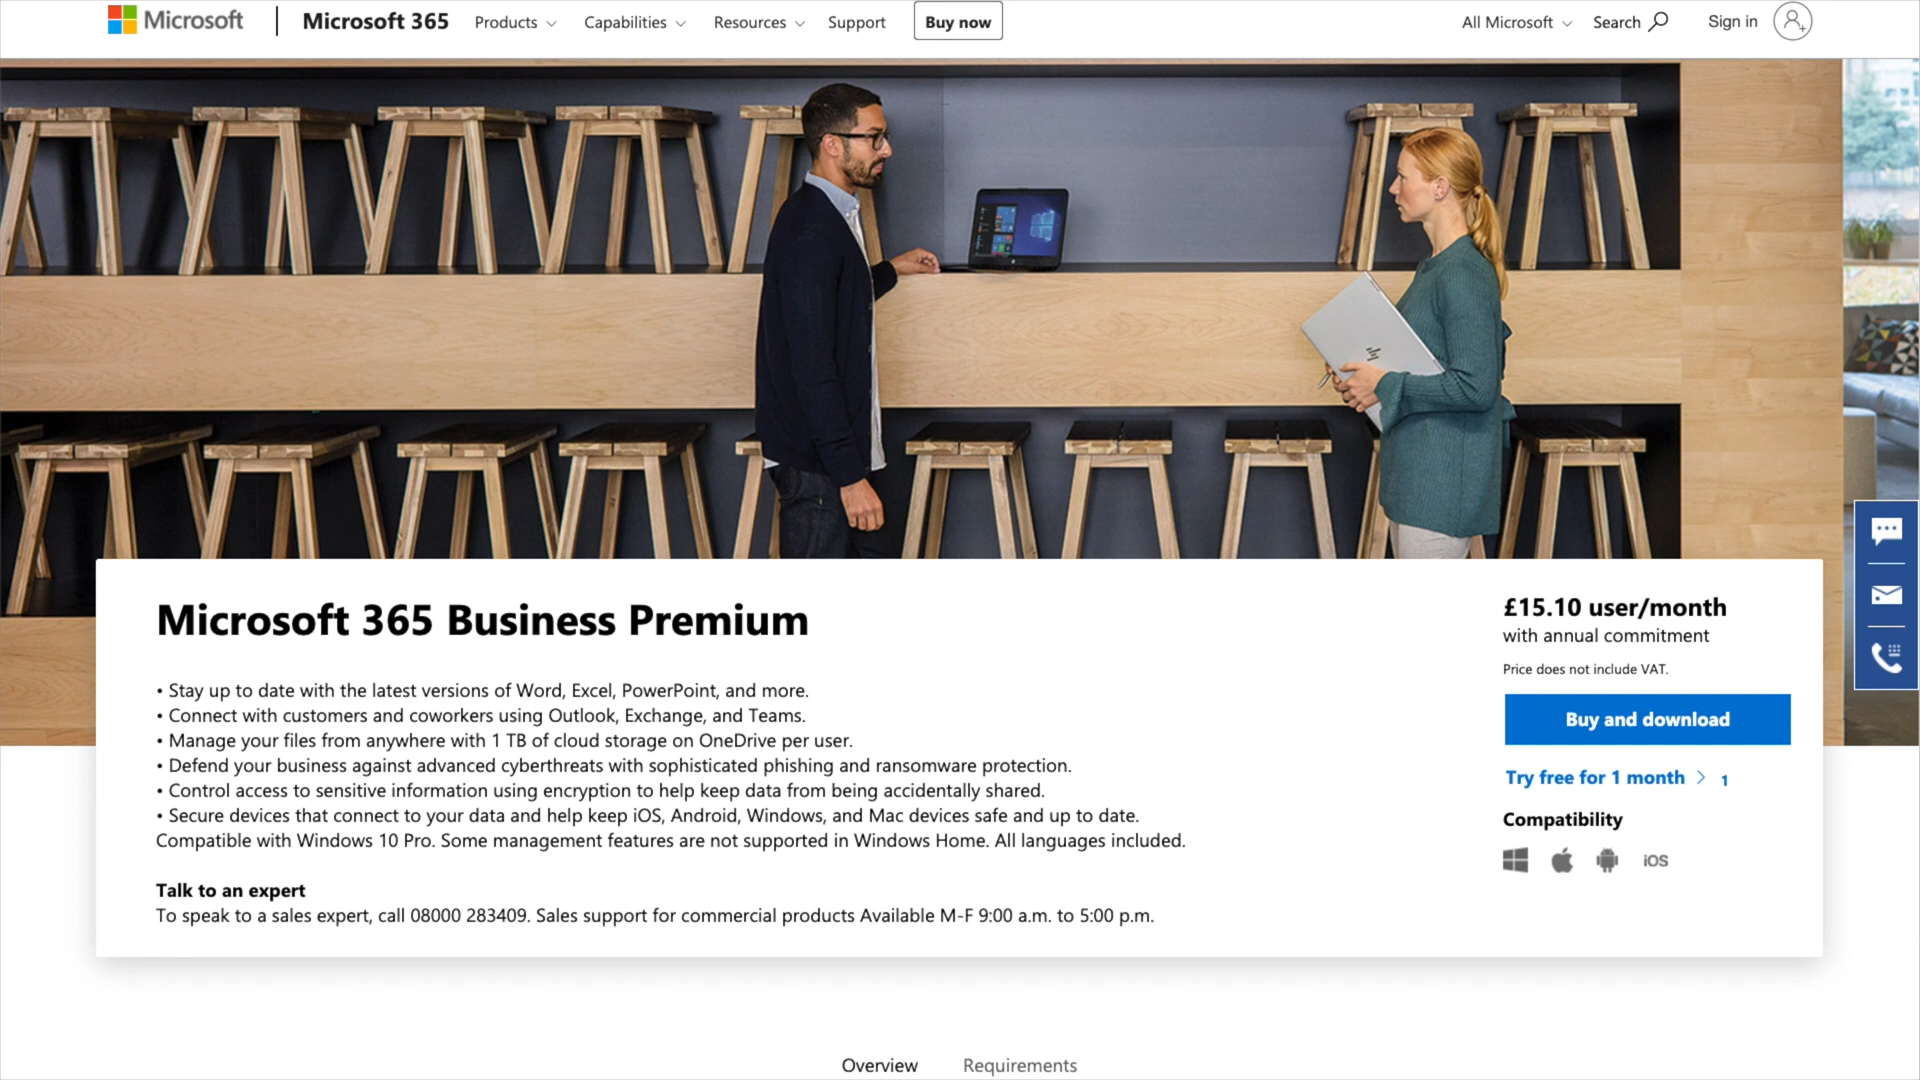 Microsoft
Microsoft 365
Products
Capabilities
Resources
Support
Buy now
All Microsoft
Search
Sign in
Microsoft 365 Business Premium
• Stay up to date with the latest versions of Word, Excel, PowerPoint, and more.
• Connect with customers and coworkers using Outlook, Exchange, and Teams.
• Manage your files from anywhere with 1 TB of cloud storage on OneDrive per user.
• Defend your business against advanced cyberthreats with sophisticated phishing and ransomware protection.
• Control access to sensitive information using encryption to help keep data from being accidentally shared.
• Secure devices that connect to your data and help keep iOS, Android, Windows, and Mac devices safe and up to date.
Compatible with Windows 10 Pro. Some management features are not supported in Windows Home. All languages included.
Talk to an expert
To speak to a sales expert, call 08000 283409. Sales support for commercial products Available M-F 9:00 a.m. to 5:00 p.m.
£15.10 user/month
with annual commitment
Price does not include VAT.
Buy and download
Try free for 1 month 1
Compatibility
iOS
Overview
Requirements